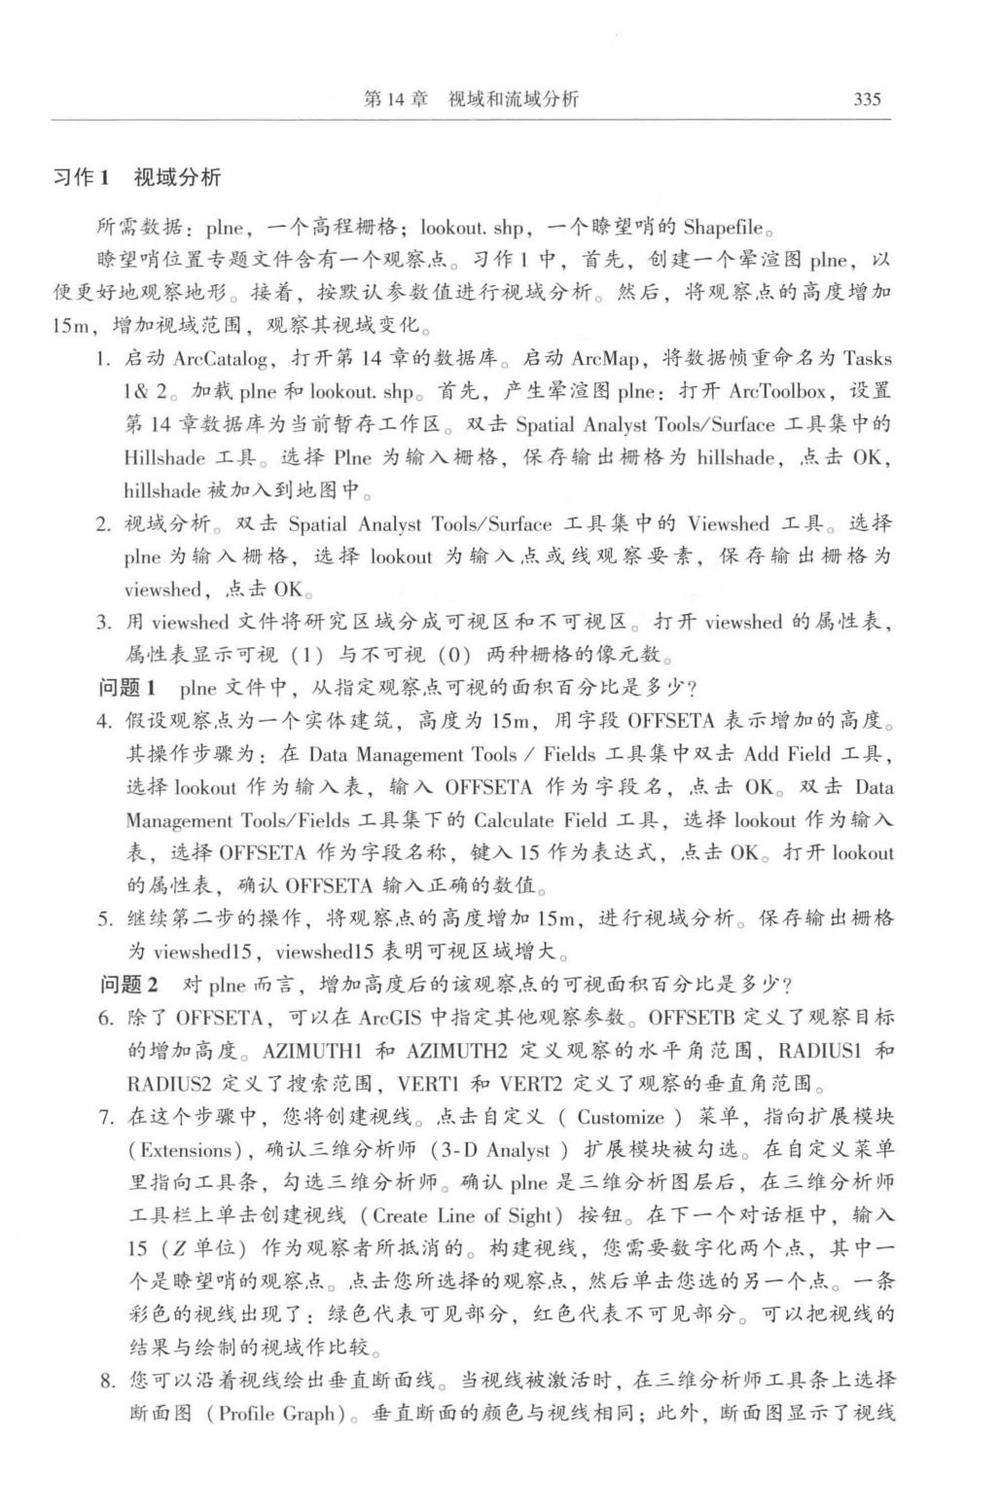 第 14 章 视域和流域分析 335
习作 1 视域分析
所需数据：plne，一个高程栅格；lookout. shp，一个瞭望哨的 Shapefile。
瞭望哨位置专题文件含有一个观察点。习作 1 中，首先，创建一个晕渲图 plne，以
便更好地观察地形。接着，按默认参数值进行视域分析。然后，将观察点的高度增加
15m，增加视域范围，观察其视域变化。
1. 启动 ArcCatalog，打开第 14 章的数据库。启动 ArcMap，将数据帧重命名为 Tasks
1& 2。加载 plne 和 lookout. shp。首先，产生晕渲图 plne：打开 ArcToolbox，设置
第 14 章数据库为当前暂存工作区。双击 Spatial Analyst Tools/Surface 工具集中的
Hillshade 工具。选择 Plne 为输入栅格，保存输出栅格为 hillshade，点击 OK，
hillshade 被加入到地图中。
2. 视域分析。双击 Spatial Analyst Tools/Surface 工具集中的 Viewshed 工具。选择
plne 为输入栅格，选择 lookout 为输入点或线观察要素，保存输出栅格为
viewshed，点击 OK。
3. 用 viewshed 文件将研究区域分成可视区和不可视区。打开 viewshed 的属性表，
属性表显示可视（1）与不可视（0）两种栅格的像元数。
问题 1 plne 文件中，从指定观察点可视的面积百分比是多少？
4. 假设观察点为一个实体建筑，高度为 15m，用字段 OFFSETA 表示增加的高度。
其操作步骤为：在 Data Management Tools / Fields 工具集中双击 Add Field 工具，
选择 lookout 作为输入表，输入 OFFSETA 作为字段名，点击 OK。双击 Data
Management Tools/Fields 工具集下的 Calculate Field 工具，选择 lookout 作为输入
表，选择 OFFSETA 作为字段名称，键入 15 作为表达式，点击 OK。打开 lookout
的属性表，确认 OFFSETA 输入正确的数值。
5. 继续第二步的操作，将观察点的高度增加 15m，进行视域分析。保存输出栅格
为 viewshed15，viewshed15 表明可视区域增大。
问题 2 对 plne 而言，增加高度后的该观察点的可视面积百分比是多少？
6. 除了 OFFSETA，可以在 ArcGIS 中指定其他观察参数。OFFSETB 定义了观察目标
的增加高度。AZIMUTH1 和 AZIMUTH2 定义观察的水平角范围，RADIUS1 和
RADIUS2 定义了搜索范围，VERT1 和 VERT2 定义了观察的垂直角范围。
7. 在这个步骤中，您将创建视线。点击自定义（ Customize ）菜单，指向扩展模块
（Extensions），确认三维分析师（3-D Analyst ）扩展模块被勾选。在自定义菜单
里指向工具条，勾选三维分析师。确认 plne 是三维分析图层后，在三维分析师
工具栏上单击创建视线（Create Line of Sight）按钮。在下一个对话框中，输入
15（Z 单位）作为观察者所抵消的。构建视线，您需要数字化两个点，其中一
个是瞭望哨的观察点。点击您所选择的观察点，然后单击您选的另一个点。一条
彩色的视线出现了：绿色代表可见部分，红色代表不可见部分。可以把视线的
结果与绘制的视域作比较。
8. 您可以沿着视线绘出垂直断面线。当视线被激活时，在三维分析师工具条上选择
断面图（Profile Graph）。垂直断面的颜色与视线相同；此外，断面图显示了视线